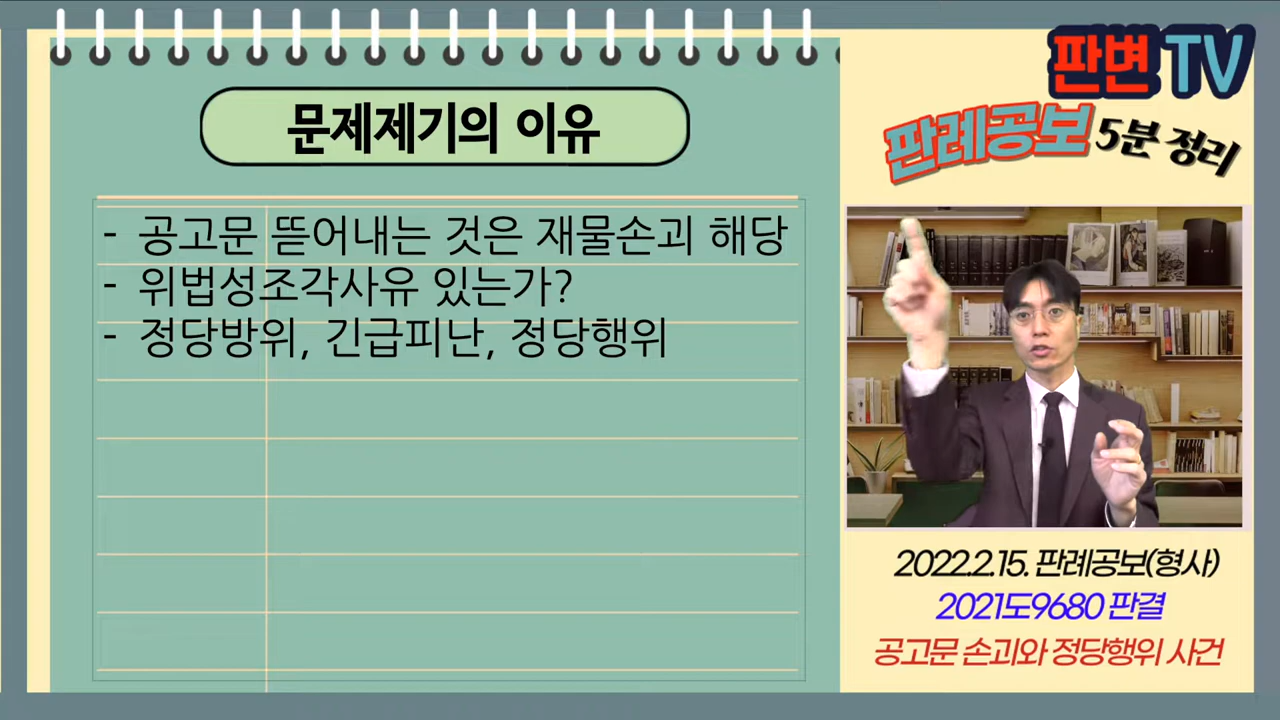 문제제기의 이유
- 공고문 뜯어내는 것은 재물손괴 해당
- 위법성조각사유 있는가?
- 정당방위, 긴급피난, 정당행위
판변 TV
판례공보 5분 정리
2022.2.15. 판례공보(형사)
2021도9680 판결
공고문 손괴와 정당행위 사건